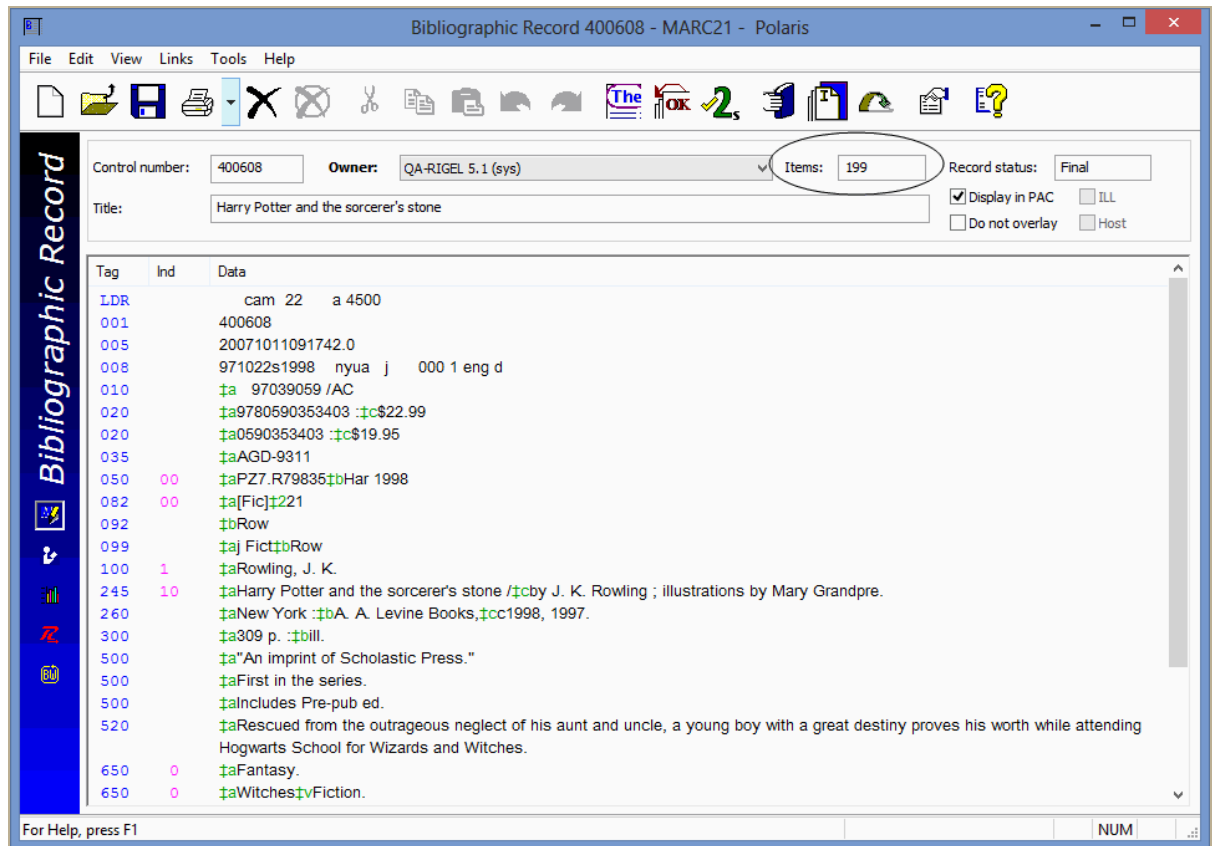 Bibliographic Record 400608 - MARC21 - Polaris
File Edit View Links Tools Help
The OK 2,
Control number: 400608 Owner: QA-RIGEL 5.1 (sys) Items: 199 Record status: Final
Display in PAC ILL
Title: Harry Potter and the sorcerer's stone
Do not overlay Host
Bibliographic Record
Tag Ind Data
LDR cam 22 a 4500
001 400608
005 20071011091742.0
008 971022s1998 nyua j 000 1 eng d
010 ‡a 97039059 /AC
020 ‡a9780590353403 :‡c$22.99
020 ‡a0590353403 :‡c$19.95
035 ‡aAGD-9311
050 00 ‡aPZ7.R79835‡bHar 1998
082 00 ‡a[Fic]‡221
092 ‡bRow
099 ‡aj Fict‡bRow
100 1 ‡aRowling, J. K.
245 10 ‡aHarry Potter and the sorcerer's stone /‡cby J. K. Rowling ; illustrations by Mary Grandpre.
260 ‡aNew York :‡bA. A. Levine Books,‡cc1998, 1997.
300 ‡a309 p. :‡bill.
500 ‡a"An imprint of Scholastic Press."
500 ‡aFirst in the series.
500 ‡aIncludes Pre-pub ed.
520 ‡aRescued from the outrageous neglect of his aunt and uncle, a young boy with a great destiny proves his worth while attending
Hogwarts School for Wizards and Witches.
650 0 ‡aFantasy.
650 0 ‡aWitches‡vFiction.
For Help, press F1 NUM